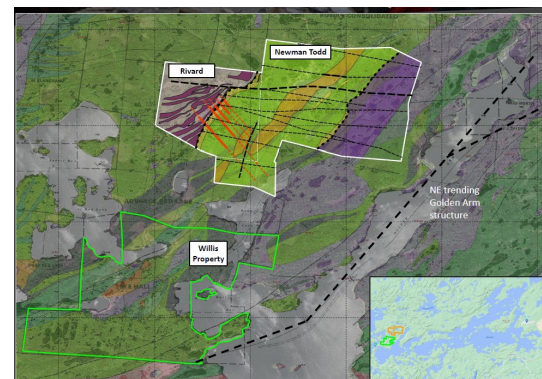 Newman Todd
Rivard
NE trending
Golden Arm
structure
Willis
Property